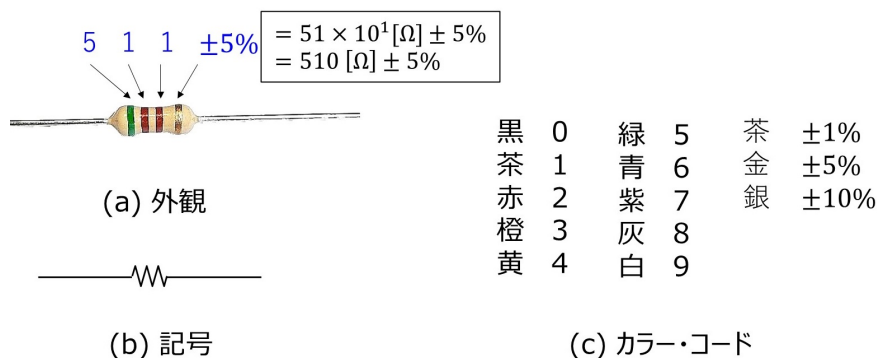 5 1 1 ±5%
= 51 × 10¹[Ω] ± 5%
= 510 [Ω] ± 5%
(a) 外観
(b) 記号
黒 0 緑 5 茶 ±1%
茶 1 青 6 金 ±5%
赤 2 紫 7 銀 ±10%
橙 3 灰 8
黄 4 白 9
(c) カラー・コード